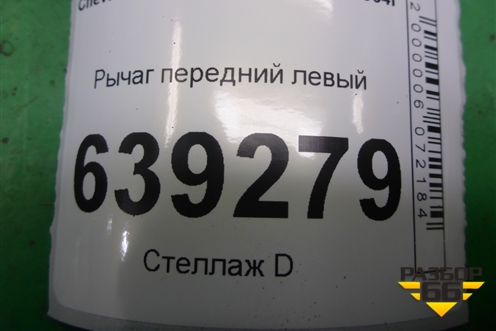 Рычаг передний левый
639279
Стеллаж D
2000006072184
РАЗБОР
66